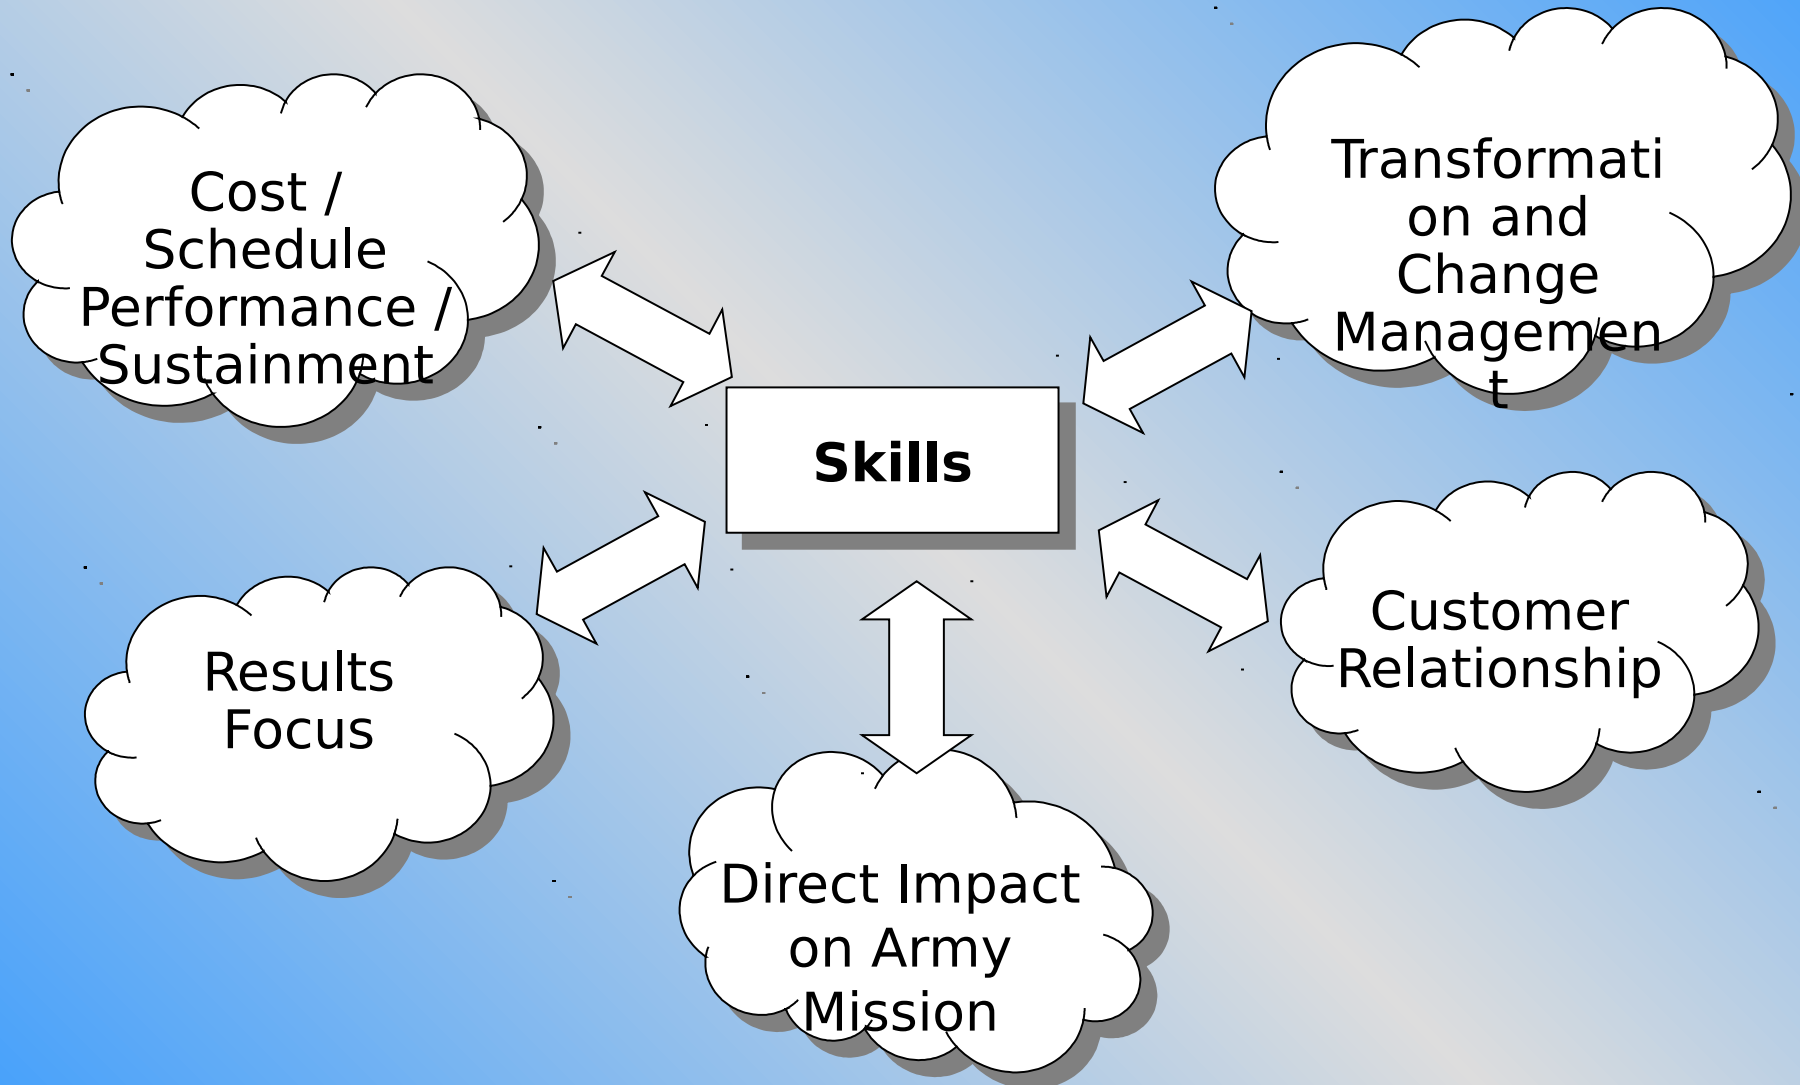 Cost /
Schedule
Performance /
Sustainment
Transformati
on and
Change
Managemen
t
Skills
Results
Focus
Customer
Relationship
Direct Impact
on Army
Mission